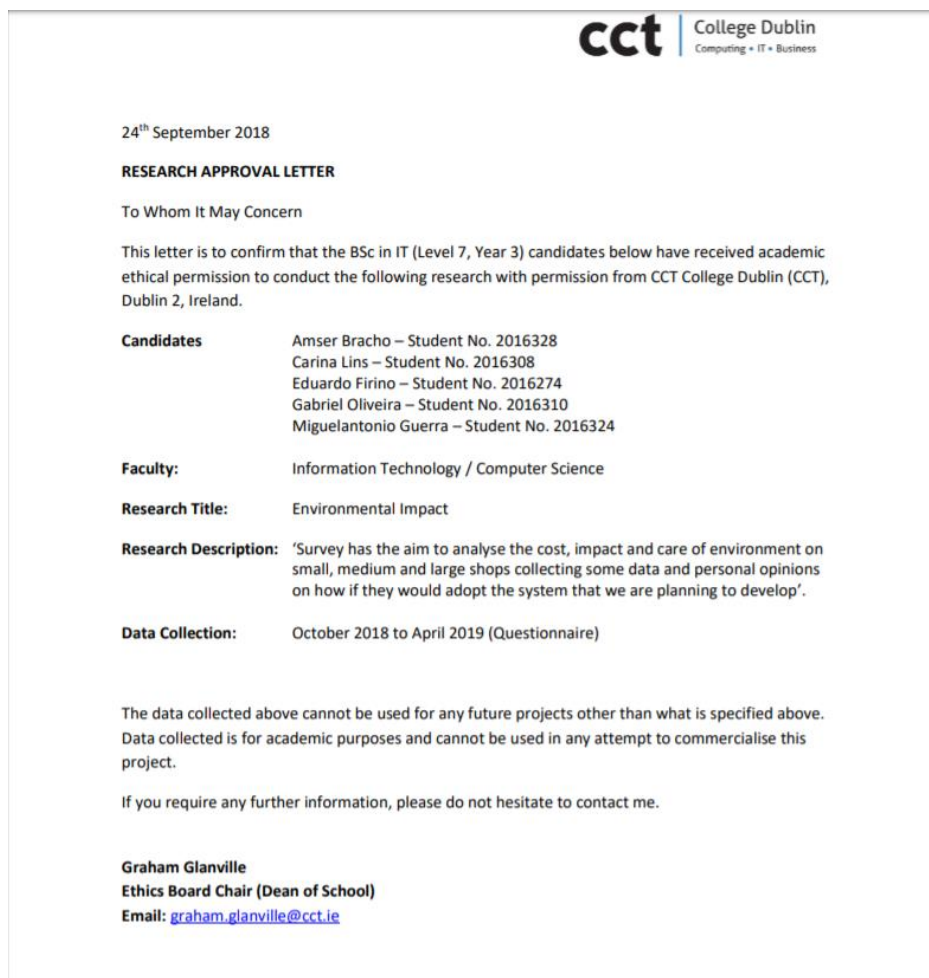 cct College Dublin
Computing • IT • Business
24th September 2018
RESEARCH APPROVAL LETTER
To Whom It May Concern
This letter is to confirm that the BSc in IT (Level 7, Year 3) candidates below have received academic
ethical permission to conduct the following research with permission from CCT College Dublin (CCT),
Dublin 2, Ireland.
Candidates Amser Bracho – Student No. 2016328
Carina Lins – Student No. 2016308
Eduardo Firino – Student No. 2016274
Gabriel Oliveira – Student No. 2016310
Miguelantonio Guerra – Student No. 2016324
Faculty: Information Technology / Computer Science
Research Title: Environmental Impact
Research Description: ‘Survey has the aim to analyse the cost, impact and care of environment on
small, medium and large shops collecting some data and personal opinions
on how if they would adopt the system that we are planning to develop’.
Data Collection: October 2018 to April 2019 (Questionnaire)
The data collected above cannot be used for any future projects other than what is specified above.
Data collected is for academic purposes and cannot be used in any attempt to commercialise this
project.
If you require any further information, please do not hesitate to contact me.
Graham Glanville
Ethics Board Chair (Dean of School)
Email: graham.glanville@cct.ie